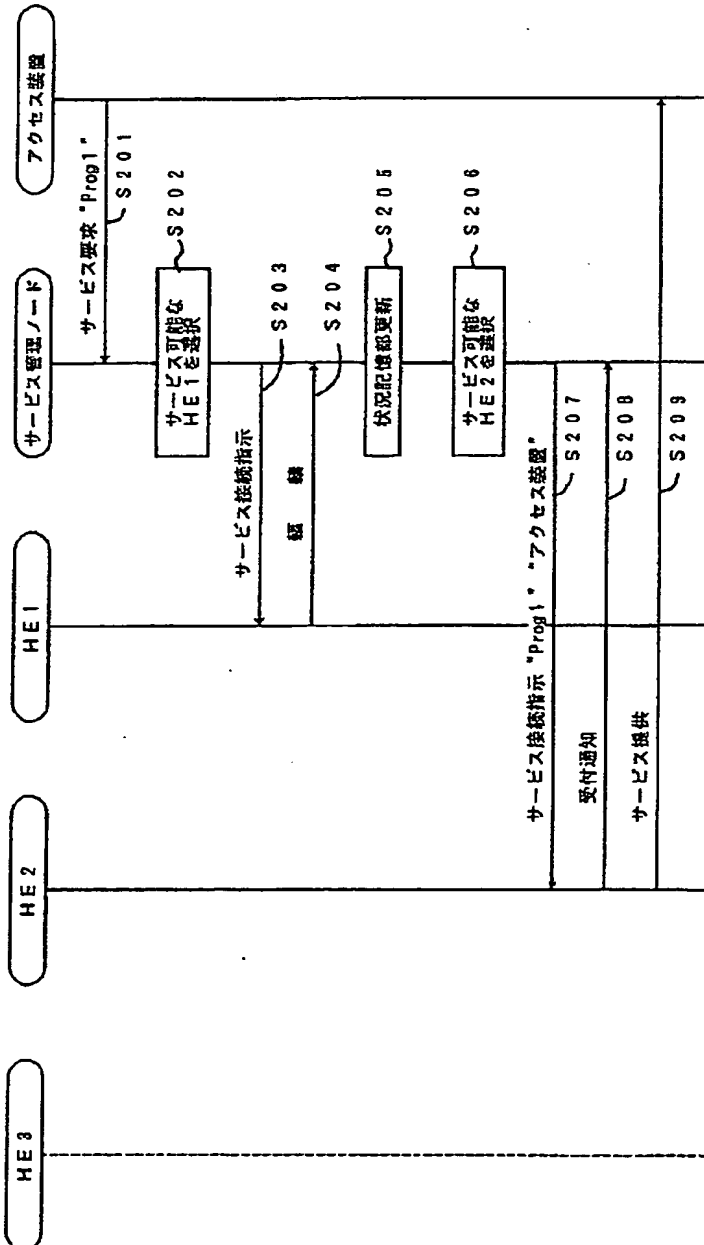 HE3
HE2
HE1
サービス管理ノード
アクセス装置
サービス要求 "Prog1"
S201
サービス可能な
HE1を選択
S202
サービス接続指示
S203
S204
状況記憶部更新
S205
サービス可能な
HE2を選択
S206
サービス接続指示 "Prog1" "アクセス装置"
S207
受付通知
S208
サービス提供
S209